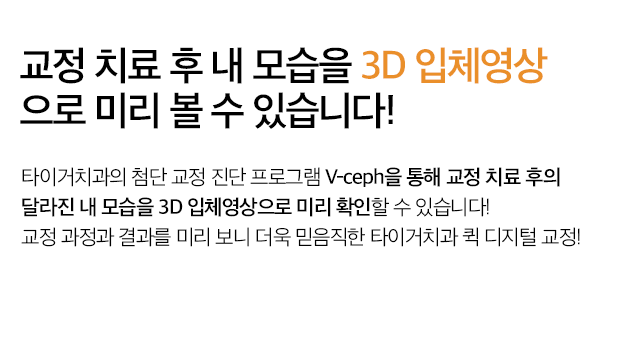 교정 치료 후 내 모습을 3D 입체영상
으로 미리 볼 수 있습니다!
타이거치과의 첨단 교정 진단 프로그램 V-ceph을 통해 교정 치료 후의
달라진 내 모습을 3D 입체영상으로 미리 확인할 수 있습니다!
교정 과정과 결과를 미리 보니 더욱 믿음직한 타이거치과 퀵 디지털 교정!